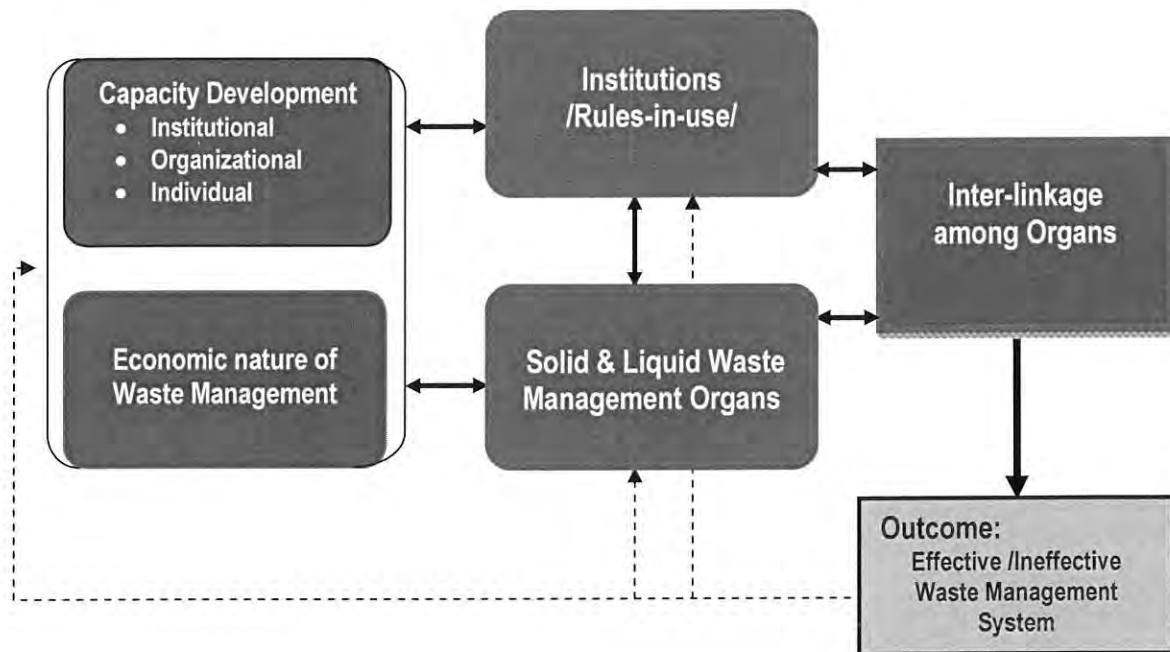 Capacity Development
• Institutional
• Organizational
• Individual
Economic nature of
Waste Management
Institutions
/Rules-in-use/
Solid & Liquid Waste
Management Organs
Inter-linkage
among Organs
Outcome:
Effective /Ineffective
Waste Management
System